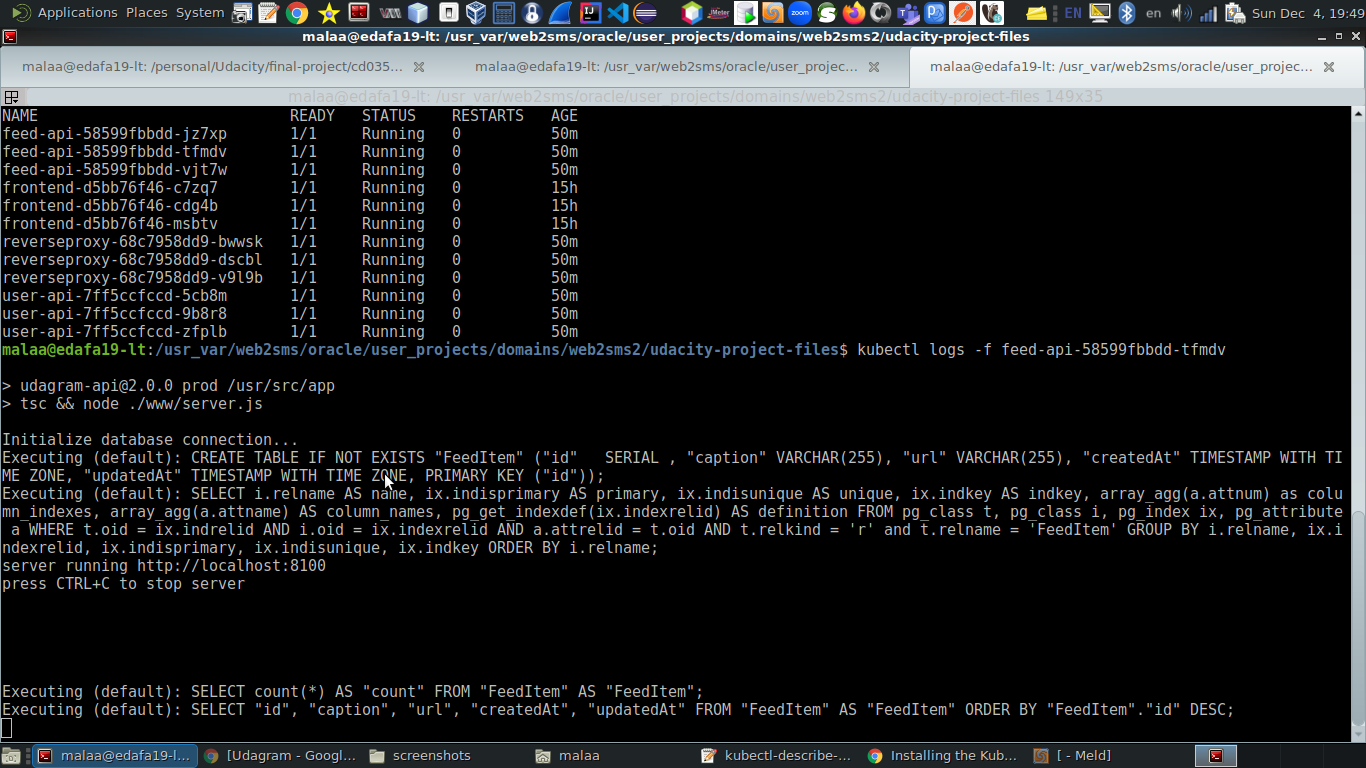 Applications Places System EN en Sun Dec 4, 19:49
malaa@edafa19-lt: /usr_var/web2sms/oracle/user_projects/domains/web2sms2/udacity-project-files
malaa@edafa19-lt: /personal/Udacity/final-project/cd035... malaa@edafa19-lt: /usr_var/web2sms/oracle/user_projec... malaa@edafa19-lt: /usr_var/web2sms/oracle/user_projec...
malaa@edafa19-lt: /usr_var/web2sms/oracle/user_projects/domains/web2sms2/udacity-project-files 149x35
NAME READY STATUS RESTARTS AGE
feed-api-58599fbbdd-jz7xp 1/1 Running 0 50m
feed-api-58599fbbdd-tfmdv 1/1 Running 0 50m
feed-api-58599fbbdd-vjt7w 1/1 Running 0 50m
frontend-d5bb76f46-c7zq7 1/1 Running 0 15h
frontend-d5bb76f46-cdg4b 1/1 Running 0 15h
frontend-d5bb76f46-msbtv 1/1 Running 0 15h
reverseproxy-68c7958dd9-bwwsk 1/1 Running 0 50m
reverseproxy-68c7958dd9-dscbl 1/1 Running 0 50m
reverseproxy-68c7958dd9-v9l9b 1/1 Running 0 50m
user-api-7ff5ccfccd-5cb8m 1/1 Running 0 50m
user-api-7ff5ccfccd-9b8r8 1/1 Running 0 50m
user-api-7ff5ccfccd-zfplb 1/1 Running 0 50m
malaa@edafa19-lt:/usr_var/web2sms/oracle/user_projects/domains/web2sms2/udacity-project-files$ kubectl logs -f feed-api-58599fbbdd-tfmdv
> udagram-api@2.0.0 prod /usr/src/app
> tsc && node ./www/server.js
Initialize database connection...
Executing (default): CREATE TABLE IF NOT EXISTS "FeedItem" ("id"   SERIAL , "caption" VARCHAR(255), "url" VARCHAR(255), "createdAt" TIMESTAMP WITH TI
ME ZONE, "updatedAt" TIMESTAMP WITH TIME ZONE, PRIMARY KEY ("id"));
Executing (default): SELECT i.relname AS name, ix.indisprimary AS primary, ix.indisunique AS unique, ix.indkey AS indkey, array_agg(a.attnum) as colu
mn_indexes, array_agg(a.attname) AS column_names, pg_get_indexdef(ix.indexrelid) AS definition FROM pg_class t, pg_class i, pg_index ix, pg_attribute
a WHERE t.oid = ix.indrelid AND i.oid = ix.indexrelid AND a.attrelid = t.oid AND t.relkind = 'r' and t.relname = 'FeedItem' GROUP BY i.relname, ix.i
ndexrelid, ix.indisprimary, ix.indisunique, ix.indkey ORDER BY i.relname;
server running http://localhost:8100
press CTRL+C to stop server
Executing (default): SELECT count(*) AS "count" FROM "FeedItem" AS "FeedItem";
Executing (default): SELECT "id", "caption", "url", "createdAt", "updatedAt" FROM "FeedItem" AS "FeedItem" ORDER BY "FeedItem"."id" DESC;
malaa@edafa19-l... [Udagram - Googl... screenshots malaa kubectl-describe-... Installing the Kub... [ - Meld]